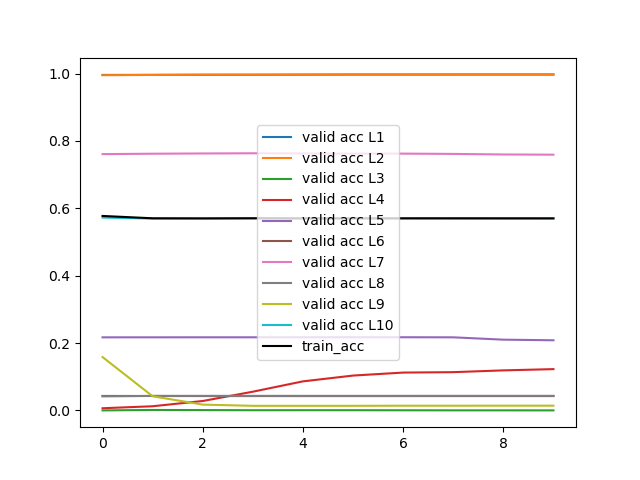 1.0
0.8
0.6
0.4
0.2
0.0
valid acc L1
valid acc L2
valid acc L3
valid acc L4
valid acc L5
valid acc L6
valid acc L7
valid acc L8
valid acc L9
valid acc L10
train_acc
0 2 4 6 8